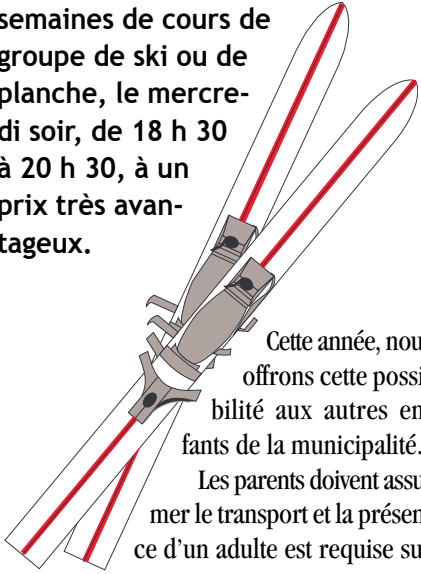 semaines de cours de
groupe de ski ou de
planche, le mercre-
di soir, de 18 h 30
à 20 h 30, à un
prix très avan-
tageux.
Cette année, nou
offrons cette possi
bilité aux autres en
fants de la municipalité.
Les parents doivent assu
mer le transport et la présen
ce d'un adulte est requise su